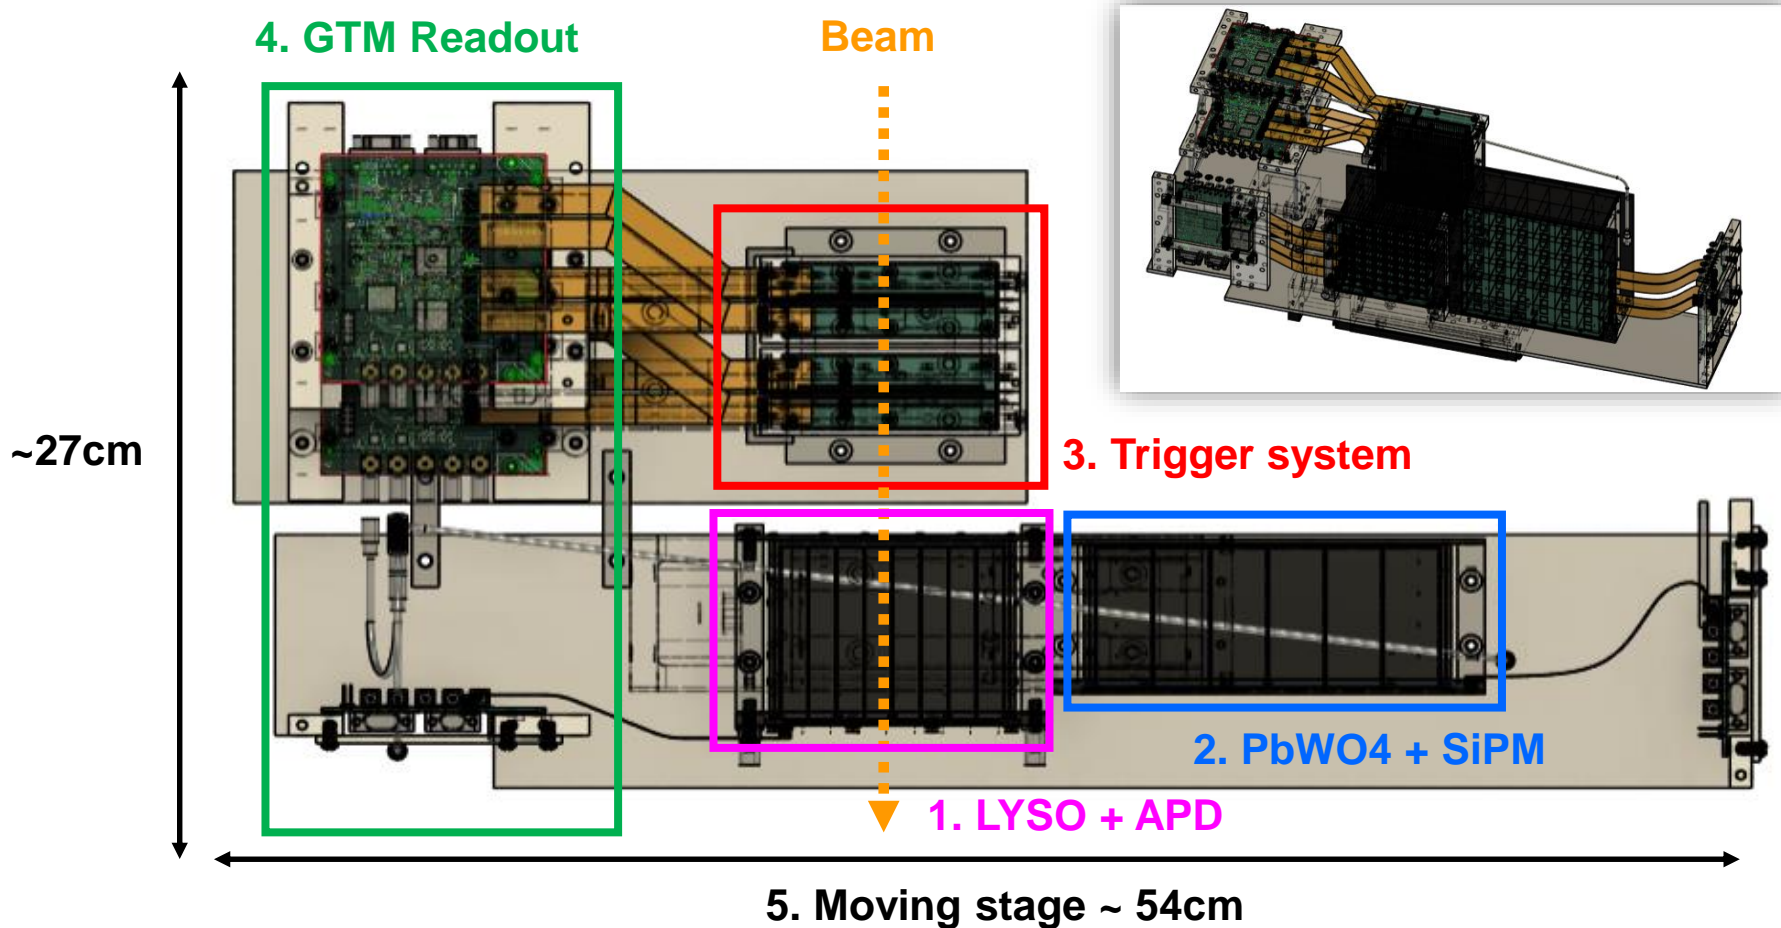 4. GTM Readout
Beam
~27cm
3. Trigger system
2. PbWO4 + SiPM
1. LYSO + APD
5. Moving stage ~ 54cm